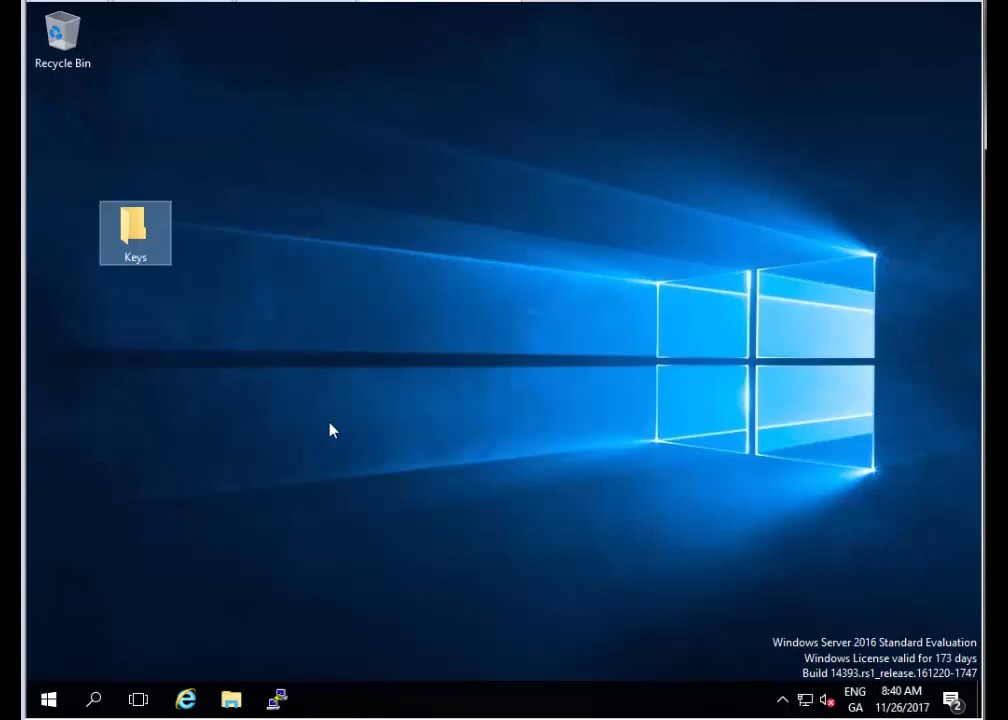 Recycle Bin
Keys
Windows Server 2016 Standard Evaluation
Windows License valid for 173 days
Build 14393.rs1_release.161220-1747
ENG
GA
8:40 AM
11/26/2017
2